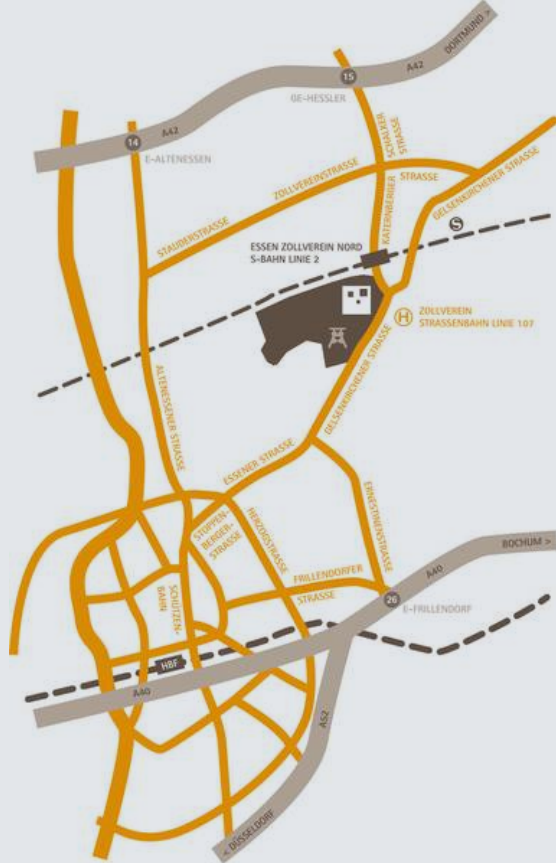 DORTMUND >
A42
15
GE-HESSLER
A42
14
E-ALTENESSEN
SCHALKER
STRASSE
ZOLLVEREINSTRASSE
STRASSE
GELSENKIRCHENER STRASSE
STAUDERSTRASSE
KATERNBERGER
S
ESSEN ZOLLVEREIN NORD
S-BAHN LINIE 2
H
ZOLLVEREIN
STRASSENBAHN LINIE 107
GELSENKIRCHENER STRASSE
ALTENESSENER STRASSE
ESSENER STRASSE
STOPPEN-
BERGER-
STRASSE
HERZOGSTRASSE
ERNESTINENSTRASSE
BOCHUM >
A40
FRILLENDORFER
STRASSE
26
E-FRILLENDORF
SCHÜTZEN-
BAHN
HBF
A40
A52
< DÜSSELDORF